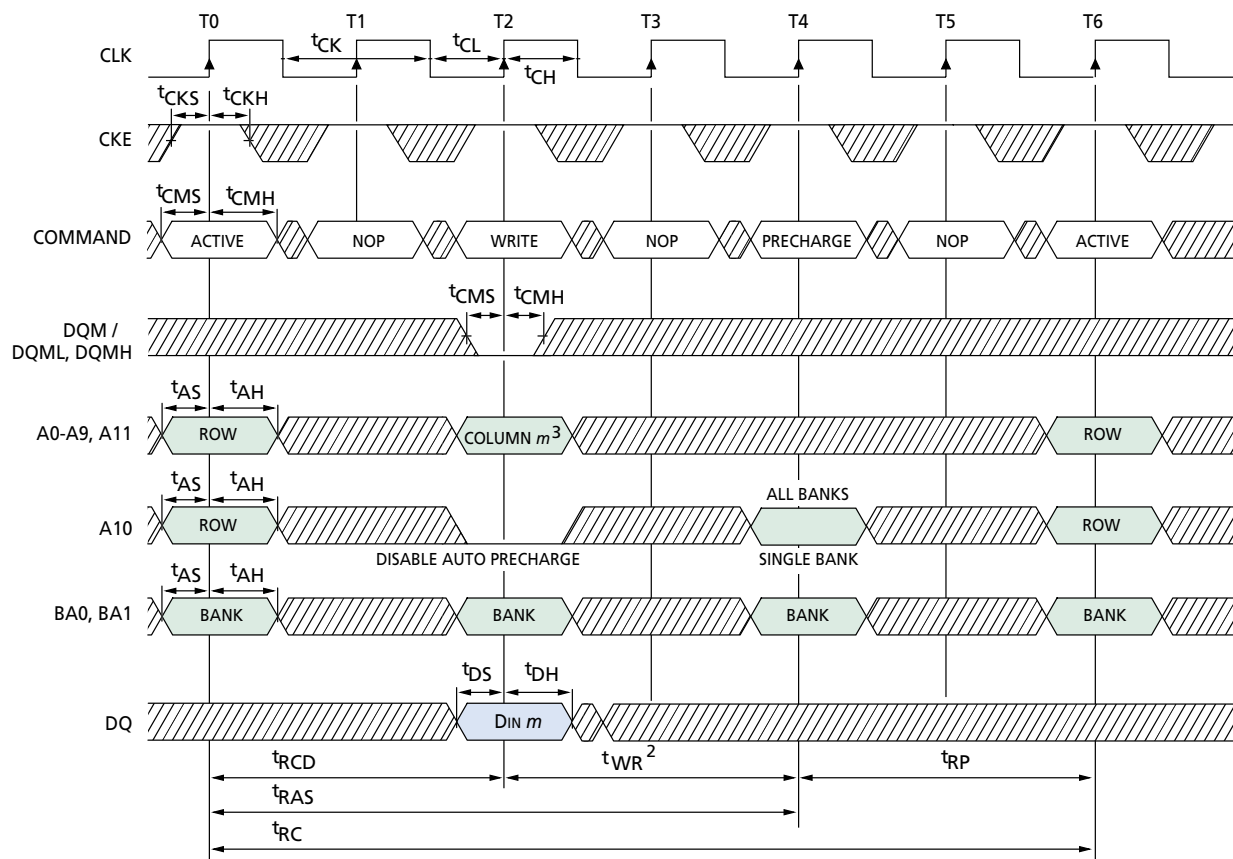 T0 T1 T2 T3 T4 T5 T6
CLK
tCK tCL
tCH
tCKS tCKH
CKE
tCMS tCMH
COMMAND ACTIVE NOP WRITE NOP PRECHARGE NOP ACTIVE
tCMS tCMH
DQM /
DQML, DQMH
tAS tAH
A0-A9, A11 ROW COLUMN m3 ROW
tAS tAH
ALL BANKS
A10 ROW ROW
DISABLE AUTO PRECHARGE SINGLE BANK
tAS tAH
BA0, BA1 BANK BANK BANK BANK
tDS tDH
DQ DIN m
tRCD tWR2 tRP
tRAS
tRC